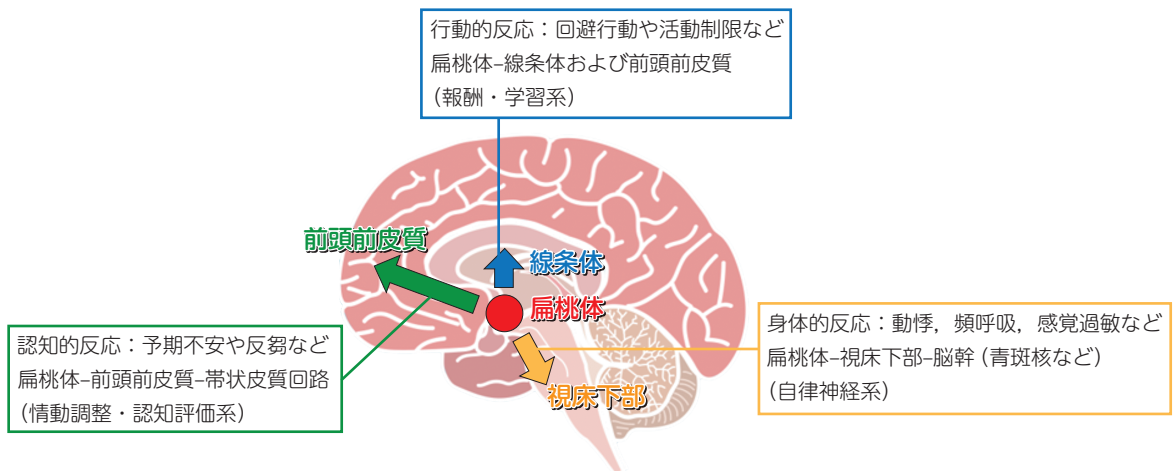 行動的反応：回避行動や活動制限など
扁桃体–線条体および前頭前皮質
（報酬・学習系）
前頭前皮質
線条体
扁桃体
視床下部
認知的反応：予期不安や反芻など
扁桃体–前頭前皮質–帯状皮質回路
（情動調整・認知評価系）
身体的反応：動悸，頻呼吸，感覚過敏など
扁桃体–視床下部–脳幹（青斑核など）
（自律神経系）